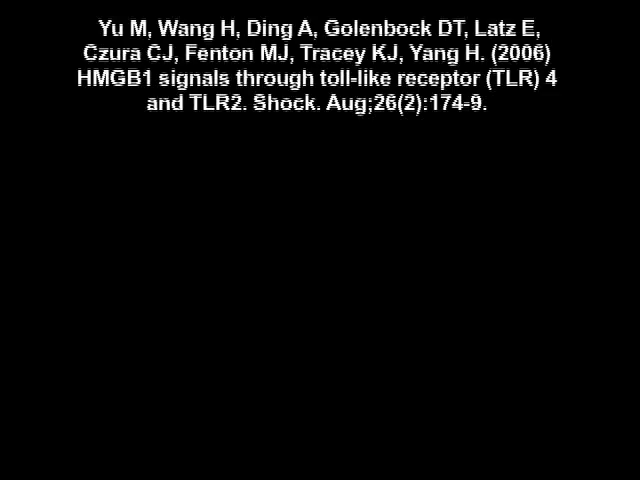 Yu M, Wang H, Ding A, Golenbock DT, Latz E,
Czura CJ, Fenton MJ, Tracey KJ, Yang H. (2006)
HMGB1 signals through toll-like receptor (TLR) 4
and TLR2. Shock. Aug;26(2):174-9.